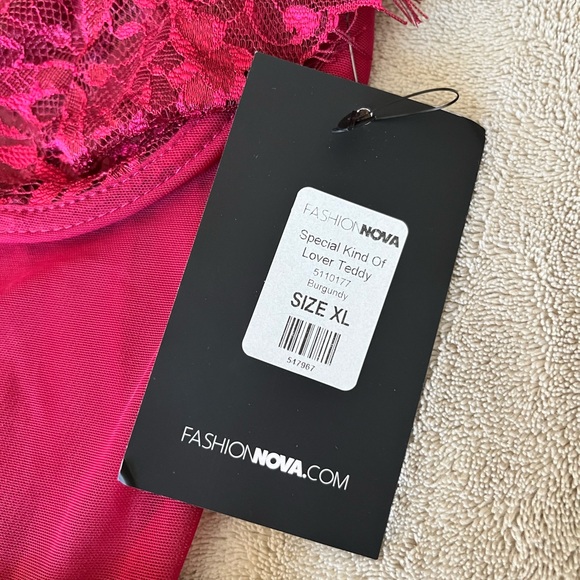 FASHIONNOVA
Special Kind Of
Lover Teddy
5110177
Burgundy
SIZE XL
517967
FASHIONNOVA.COM